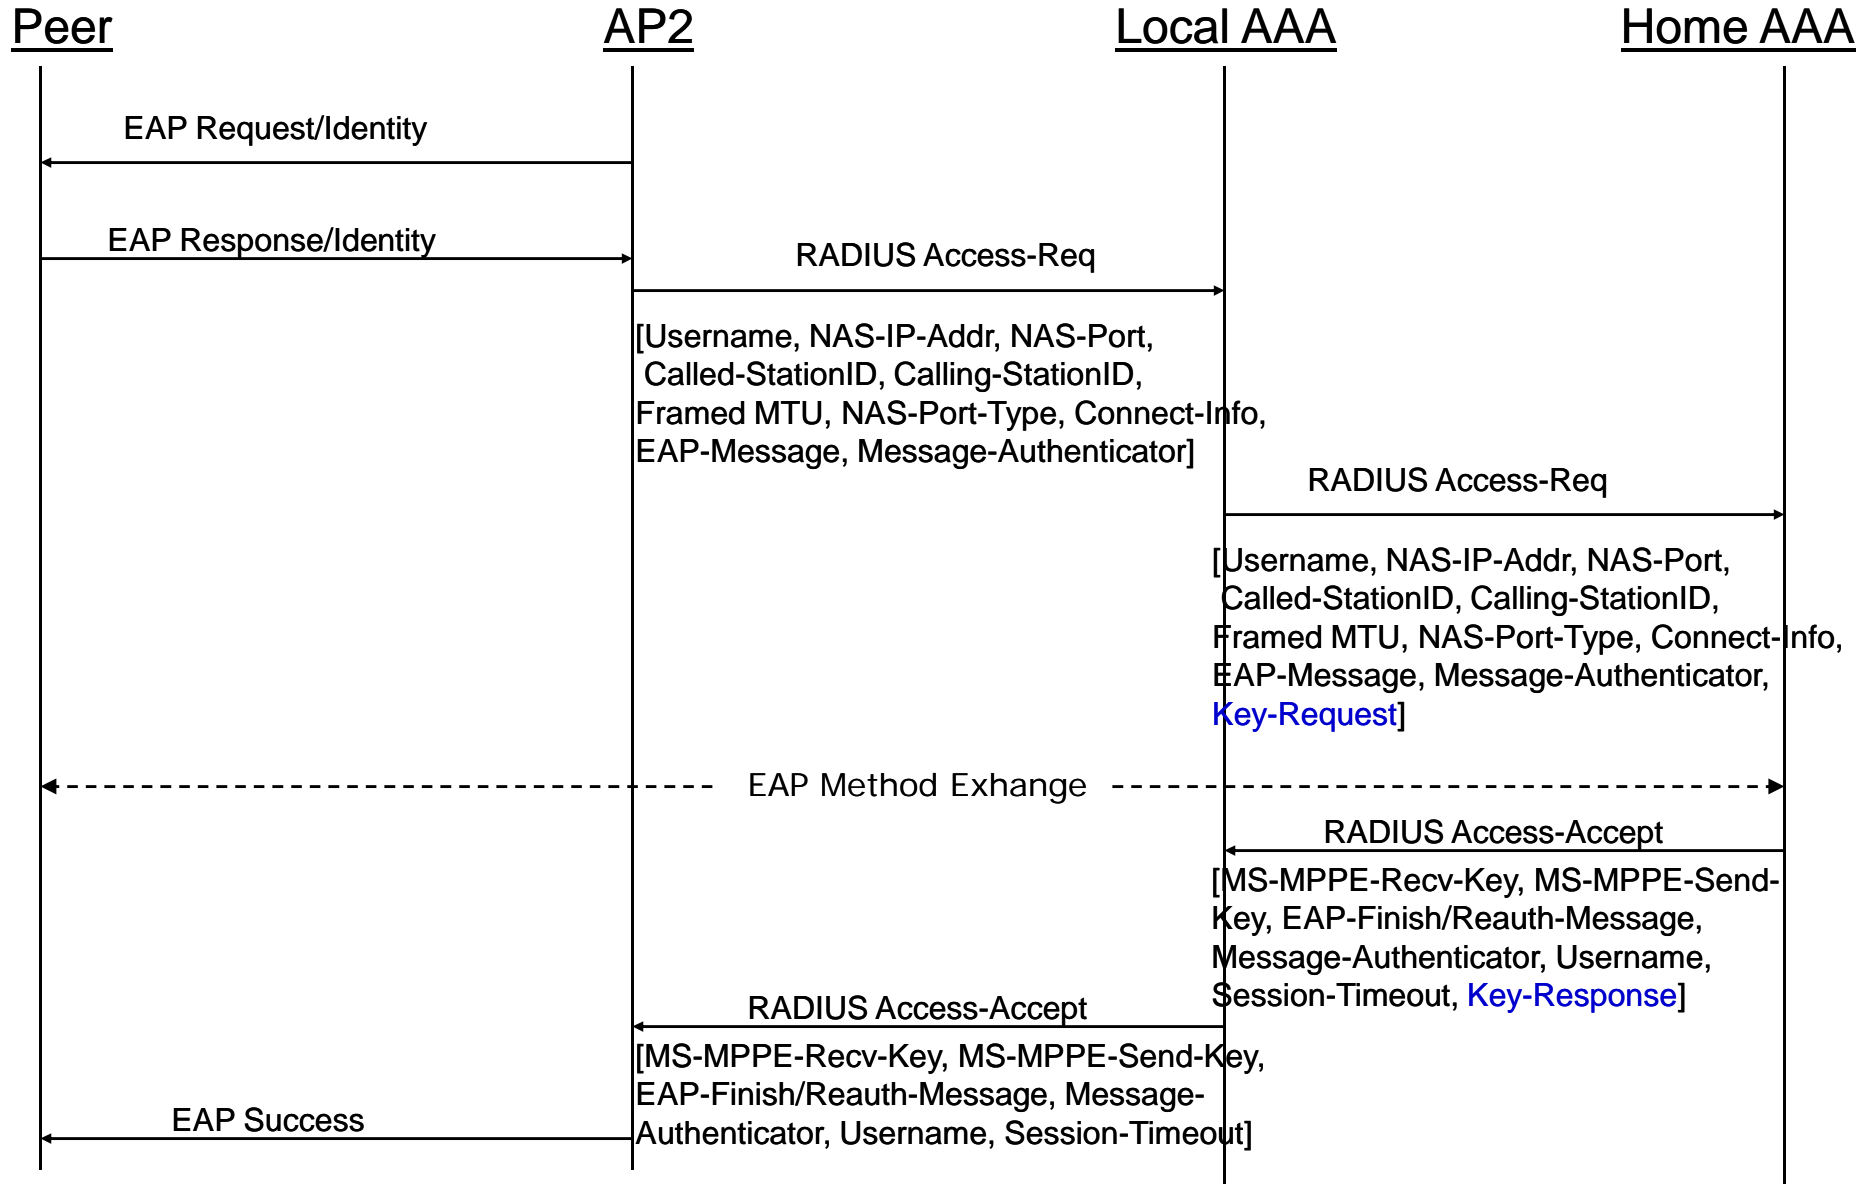 Peer AP2 Local AAA Home AAA
EAP Request/Identity
EAP Response/Identity
RADIUS Access-Req
[Username, NAS-IP-Addr, NAS-Port,
Called-StationID, Calling-StationID,
Framed MTU, NAS-Port-Type, Connect-Info,
EAP-Message, Message-Authenticator]
RADIUS Access-Req
[Username, NAS-IP-Addr, NAS-Port,
Called-StationID, Calling-StationID,
Framed MTU, NAS-Port-Type, Connect-Info,
EAP-Message, Message-Authenticator,
Key-Request]
EAP Method Exhange
RADIUS Access-Accept
[MS-MPPE-Recv-Key, MS-MPPE-Send-
Key, EAP-Finish/Reauth-Message,
Message-Authenticator, Username,
Session-Timeout, Key-Response]
RADIUS Access-Accept
[MS-MPPE-Recv-Key, MS-MPPE-Send-Key,
EAP-Finish/Reauth-Message, Message-
Authenticator, Username, Session-Timeout]
EAP Success